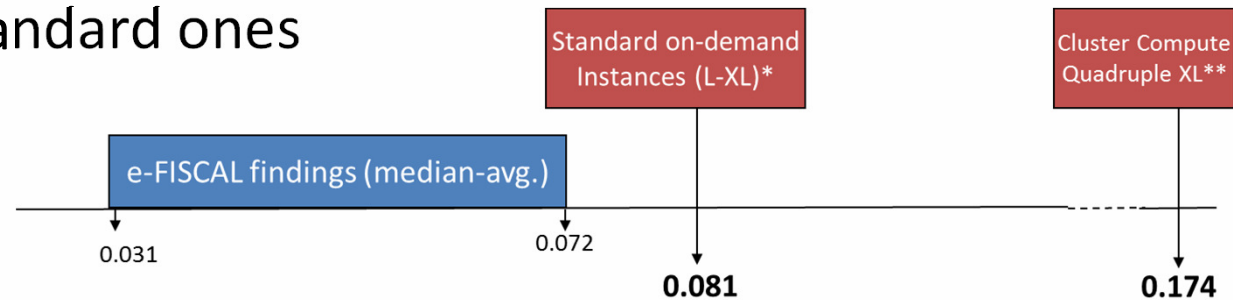 andard ones
Standard on-demand
Instances (L-XL)*
Cluster Compute
Quadruple XL**
e-FISCAL findings (median-avg.)
0.031
0.072
0.081
0.174